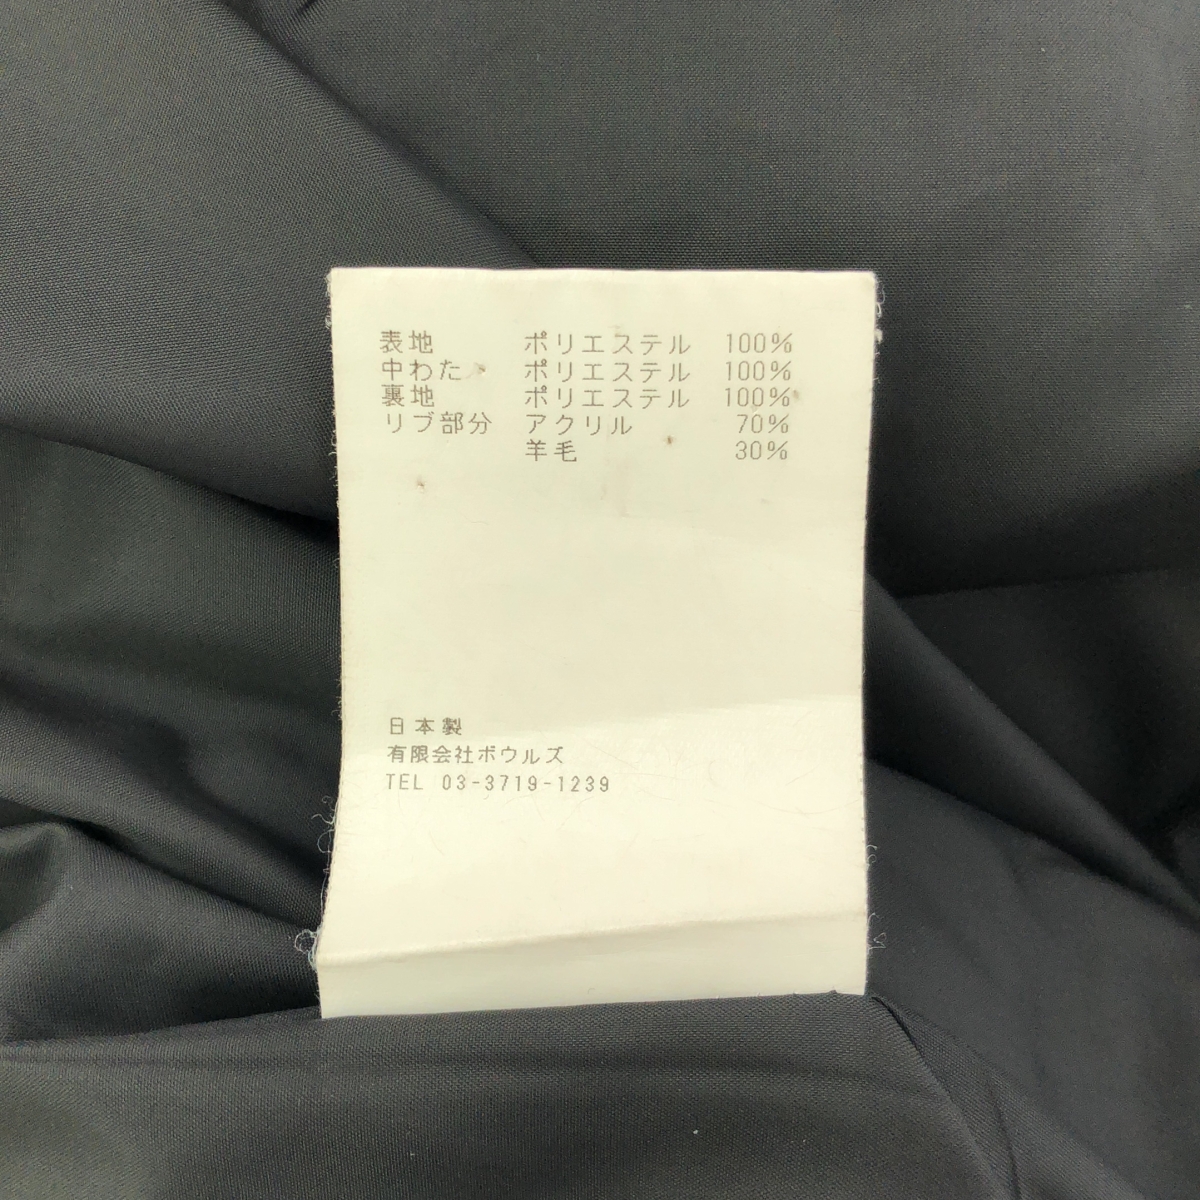 表地 ポリエステル 100%
中わた ポリエステル 100%
裏地 ポリエステル 100%
リブ部分 アクリル 70%
羊毛 30%
日本製
有限会社ボウルズ
TEL 03-3719-1239